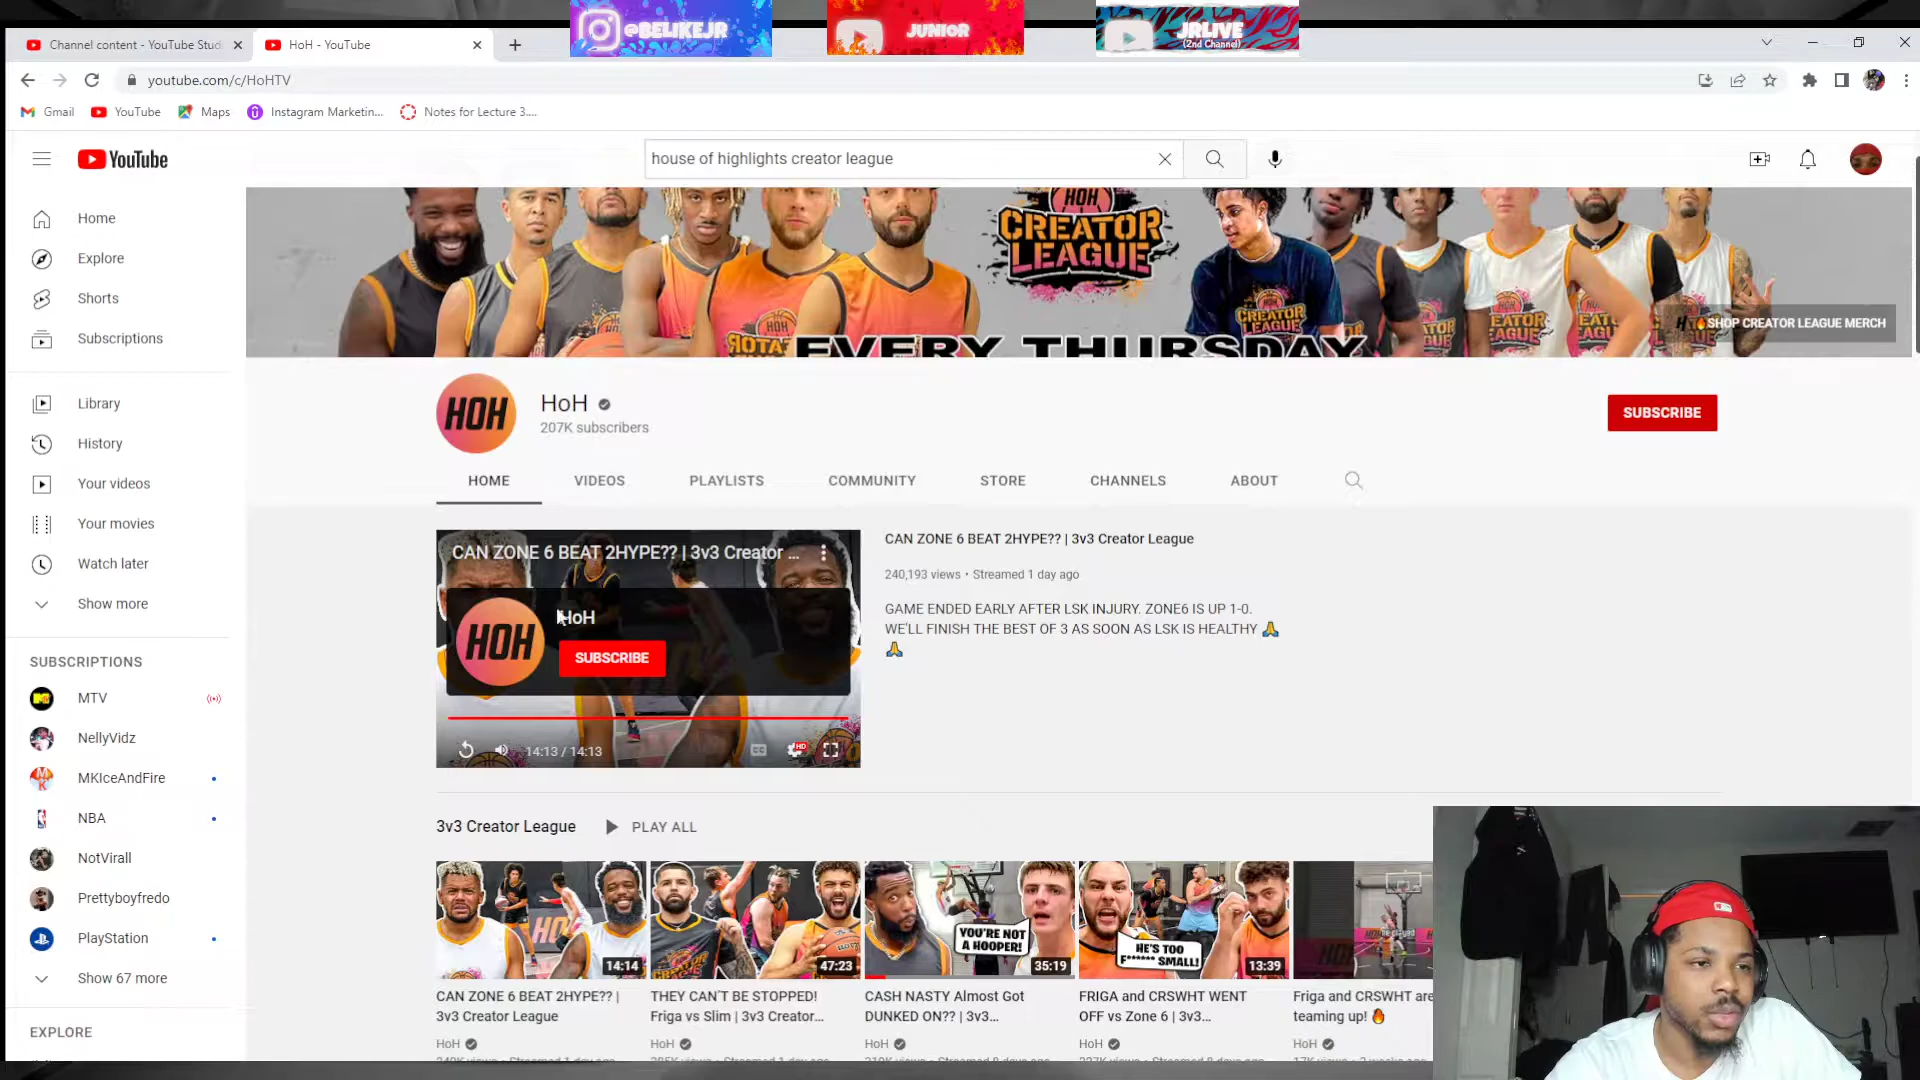 @BELIKEJR
JUNIOR
JRLIVE
(2nd Channel)
Channel content - YouTube Stud
HoH - YouTube
youtube.com/c/HoHTV
Gmail
YouTube
Maps
Instagram Marketin...
Notes for Lecture 3....
YouTube
house of highlights creator league
HOH
CREATOR
LEAGUE
EVERY THURSDAY
SHOP CREATOR LEAGUE MERCH
Home
Explore
Shorts
Subscriptions
Library
History
Your videos
Your movies
Watch later
Show more
SUBSCRIPTIONS
MTV
NellyVidz
MKIceAndFire
NBA
NotVirall
Prettyboyfredo
PlayStation
Show 67 more
EXPLORE
HOH
HoH
207K subscribers
SUBSCRIBE
HOME
VIDEOS
PLAYLISTS
COMMUNITY
STORE
CHANNELS
ABOUT
CAN ZONE 6 BEAT 2HYPE?? | 3v3 Creator ...
HOH
HoH
SUBSCRIBE
14:13 / 14:13
CAN ZONE 6 BEAT 2HYPE?? | 3v3 Creator League
240,193 views • Streamed 1 day ago
GAME ENDED EARLY AFTER LSK INJURY. ZONE6 IS UP 1-0.
WE'LL FINISH THE BEST OF 3 AS SOON AS LSK IS HEALTHY 🙏
🙏
3v3 Creator League
PLAY ALL
14:14
47:23
YOU'RE NOT
A HOOPER!
35:19
HE'S TOO
F****** SMALL!
13:39
CAN ZONE 6 BEAT 2HYPE?? |
3v3 Creator League
HoH
THEY CAN'T BE STOPPED!
Friga vs Slim | 3v3 Creator...
HoH
CASH NASTY Almost Got
DUNKED ON?? | 3v3...
HoH
FRIGA and CRSWHT WENT
OFF vs Zone 6 | 3v3...
HoH
Friga and CRSWHT are
teaming up! 🔥
HoH